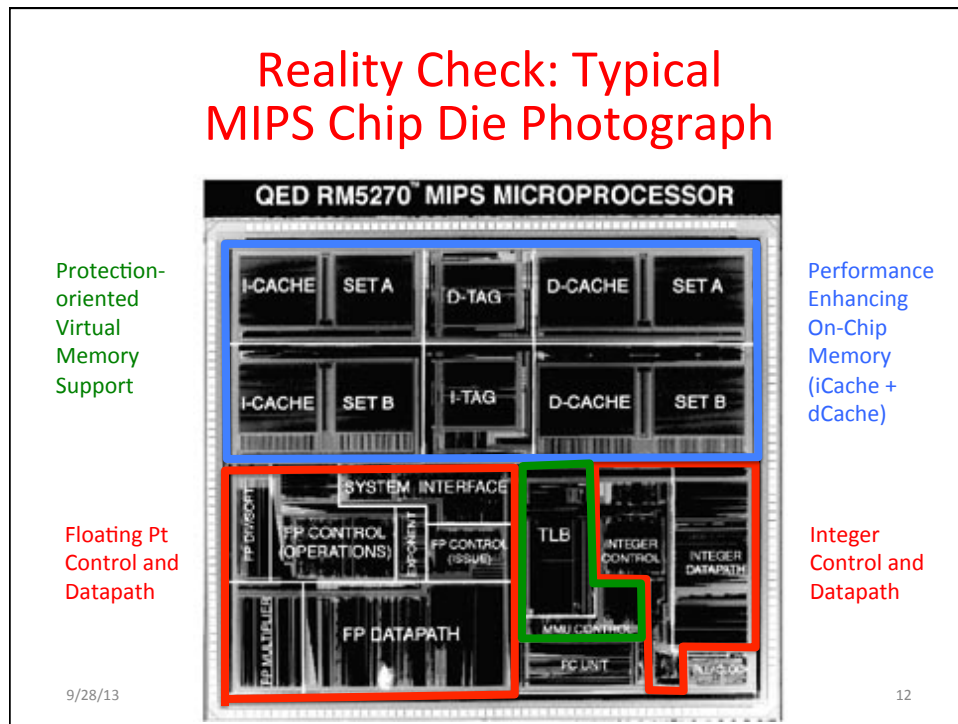 Reality Check: Typical
MIPS Chip Die Photograph
QED RM5270™ MIPS MICROPROCESSOR
Protection-
oriented
Virtual
Memory
Support
I-CACHE SET A
D-TAG
D-CACHE SET A
I-CACHE SET B
I-TAG
D-CACHE SET B
Performance
Enhancing
On-Chip
Memory
(iCache +
dCache)
Floating Pt
Control and
Datapath
SYSTEM INTERFACE
FP DIV/SQRT
FP CONTROL
(OPERATIONS)
EXPONENT
FP CONTROL
(ISSUE)
FP MULTIPLIER
FP DATAPATH
TLB
INTEGER
CONTROL
INTEGER
DATAPATH
MMU CONTROL
PC UNIT
Integer
Control and
Datapath
9/28/13
12